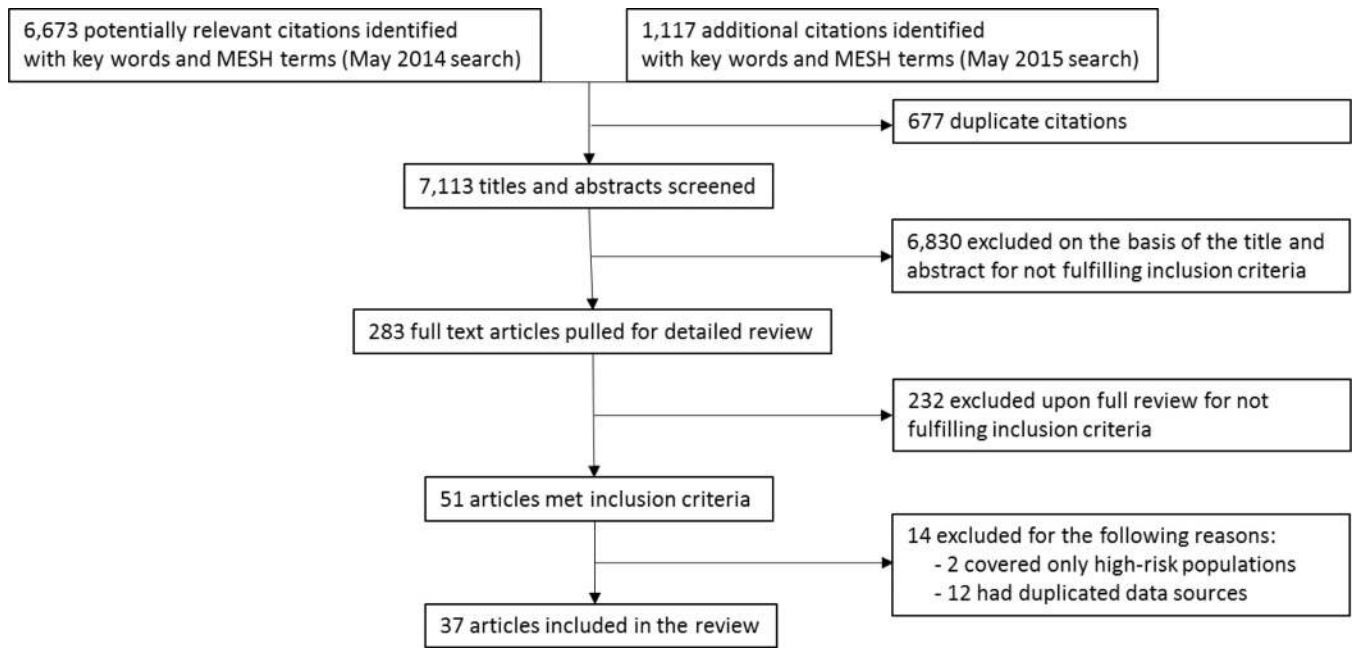 6,673 potentially relevant citations identified
with key words and MESH terms (May 2014 search)
1,117 additional citations identified
with key words and MESH terms (May 2015 search)
677 duplicate citations
7,113 titles and abstracts screened
6,830 excluded on the basis of the title and
abstract for not fulfilling inclusion criteria
283 full text articles pulled for detailed review
232 excluded upon full review for not
fulfilling inclusion criteria
51 articles met inclusion criteria
14 excluded for the following reasons:
- 2 covered only high-risk populations
- 12 had duplicated data sources
37 articles included in the review